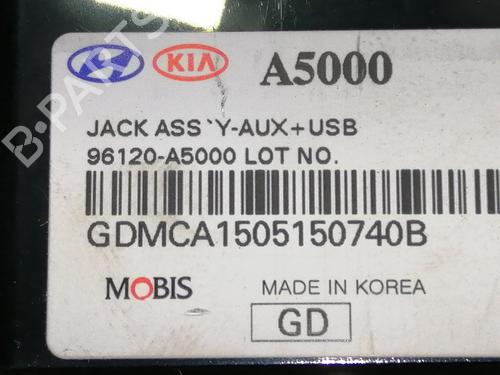 KIA A5000
JACK ASS`Y-AUX+USB
96120-A5000 LOT NO.
GDMCA1505150740B
MOBIS MADE IN KOREA
GD
B-PARTS